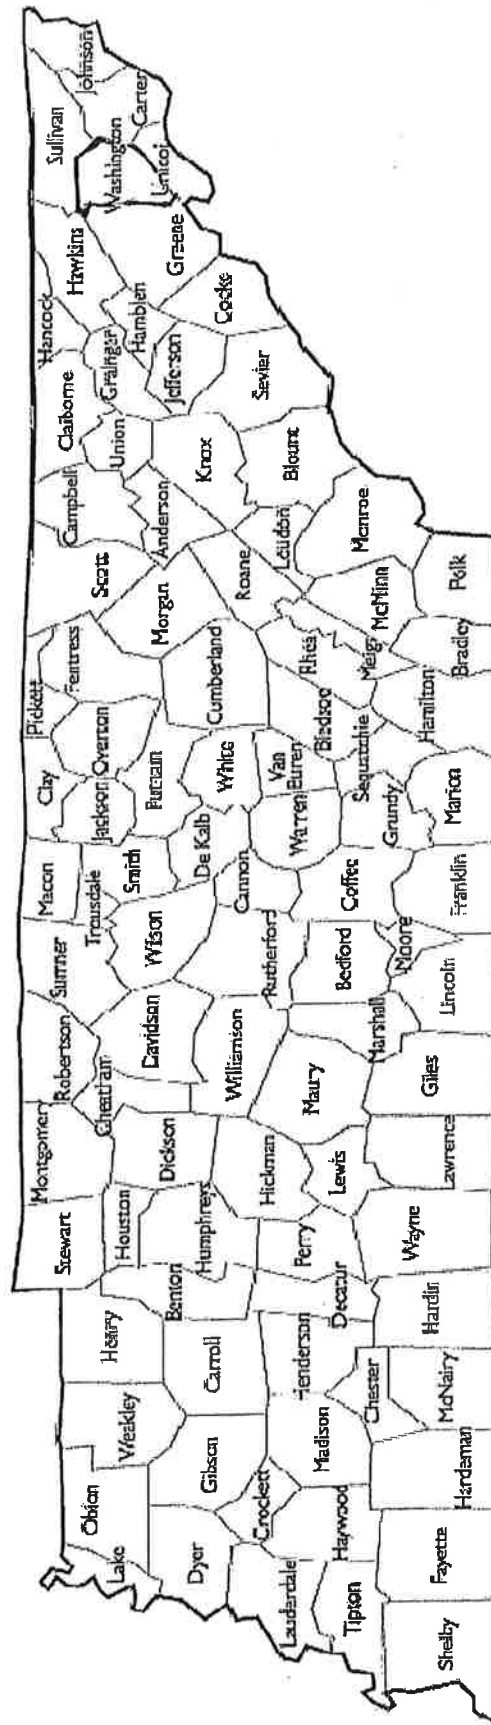 Johnson
Sullivan
Carter
Washington
Unicoi
Hawkins
Greene
Hancock
Hamblen
Cocke
Grainger
Jefferson
Claiborne
Sevier
Union
Knox
Blount
Campbell
Anderson
Loudon
Monroe
Scott
Roane
McMinn
Polk
Morgan
Meigs
Bradley
Fentress
Cumberland
Rhea
Hamilton
Pickett
Bledsoe
Sequatchie
Overton
Putnam
White
Van
Buren
Marion
Clay
Jackson
Warren
Grundy
De Kalb
Macon
Smith
Cannon
Coffee
Franklin
Trousdale
Wilson
Sumner
Rutherford
Bedford
Moore
Lincoln
Robertson
Davidson
Williamson
Marshall
Cheatham
Maury
Giles
Montgomery
Dickson
Hickman
Lewis
Lawrence
Stewart
Houston
Humphreys
Perry
Wayne
Benton
Decatur
Henry
Hardin
Carroll
Henderson
Chester
McNairy
Weakley
Gibson
Madison
Hardeman
Obion
Crockett
Haywood
Lake
Dyer
Fayette
Lauderdale
Tipton
Shelby